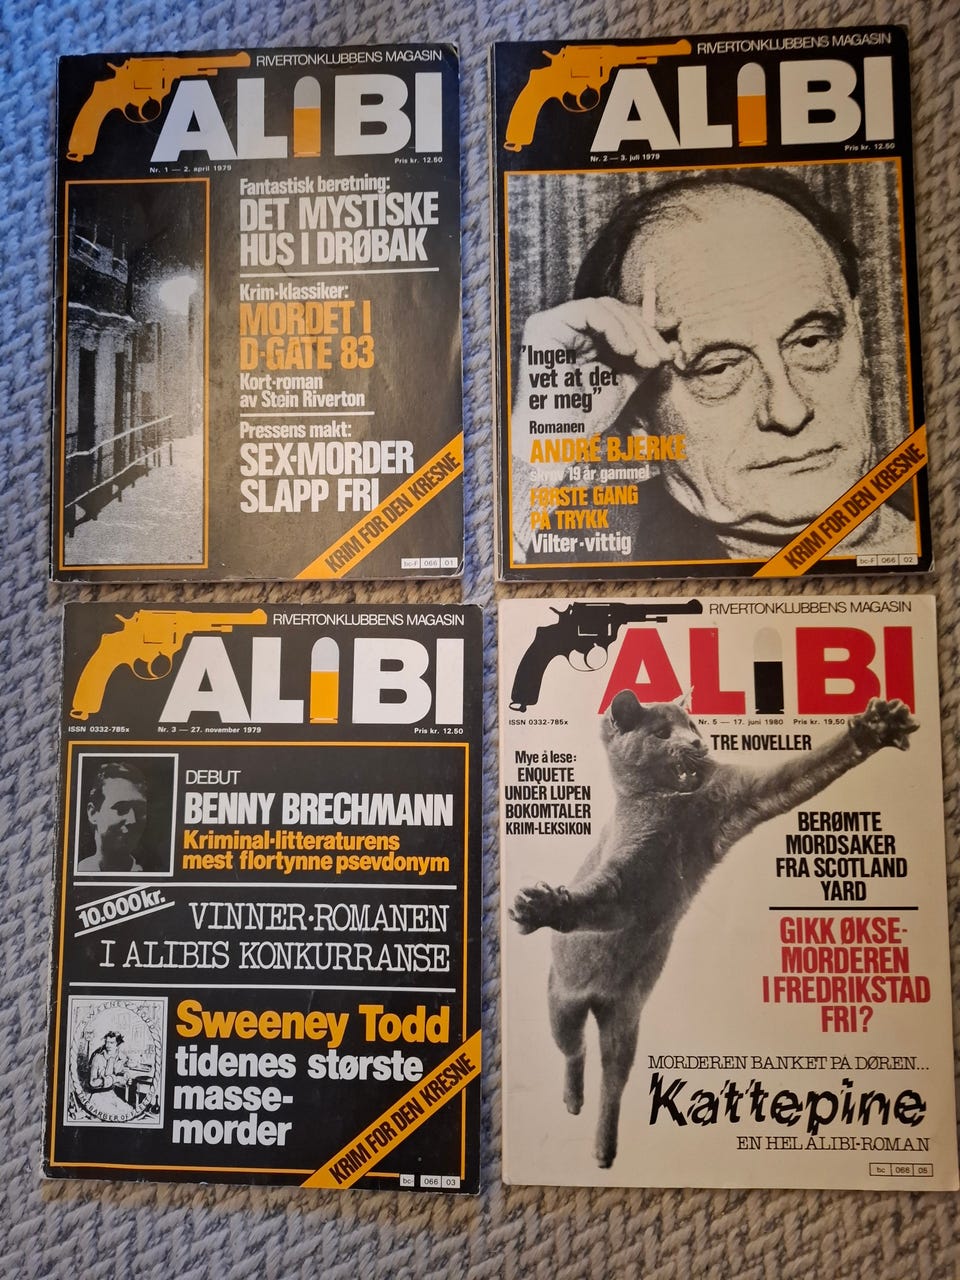 RIVERTONKLUBBENS MAGASIN
ALIBI
Nr. 1 — 2. april 1979
Pris kr. 12.50
Fantastisk beretning:
DET MYSTISKE
HUS I DRØBAK
Krim-klassiker:
MORDET I
D-GATE 83
Kort-roman
av Stein Riverton
Pressens makt:
SEX-MORDER
SLAPP FRI
KRIM FOR DEN KRESNE
bc-F 066 01
RIVERTONKLUBBENS MAGASIN
ALIBI
Nr. 2 — 3. juli 1979
Pris kr. 12.50
"Ingen
vet at det
er meg"
Romanen
ANDRÉ BJERKE
Skrev 19 år gammel
FØRSTE GANG
PÅ TRYKK
Vilter-vittig
KRIM FOR DEN KRESNE
bc-F 066 02
RIVERTONKLUBBENS MAGASIN
ALIBI
ISSN 0332-785x
Nr. 3 — 27. november 1979
Pris kr. 12.50
DEBUT
BENNY BRECHMANN
Kriminal-litteraturens
mest flortynne psevdonym
10.000 kr.
VINNER-ROMANEN
I ALIBIS KONKURRANSE
SWEENEY TODD
THE BARBER OF
Sweeney Todd
tidenes største
masse-
morder
KRIM FOR DEN KRESNE
bc- 066 03
RIVERTONKLUBBENS MAGASIN
ALIBI
ISSN 0332-785x
Nr. 5 — 17. juni 1980
Pris kr. 19,50
TRE NOVELLER
Mye å lese:
ENQUETE
UNDER LUPEN
BOKOMTALER
KRIM-LEKSIKON
BERØMTE
MORDSAKER
FRA SCOTLAND
YARD
GIKK ØKSE-
MORDEREN
I FREDRIKSTAD
FRI?
MORDEREN BANKET PÅ DØREN...
Kattepine
EN HEL ALIBI-ROMAN
bc 066 05